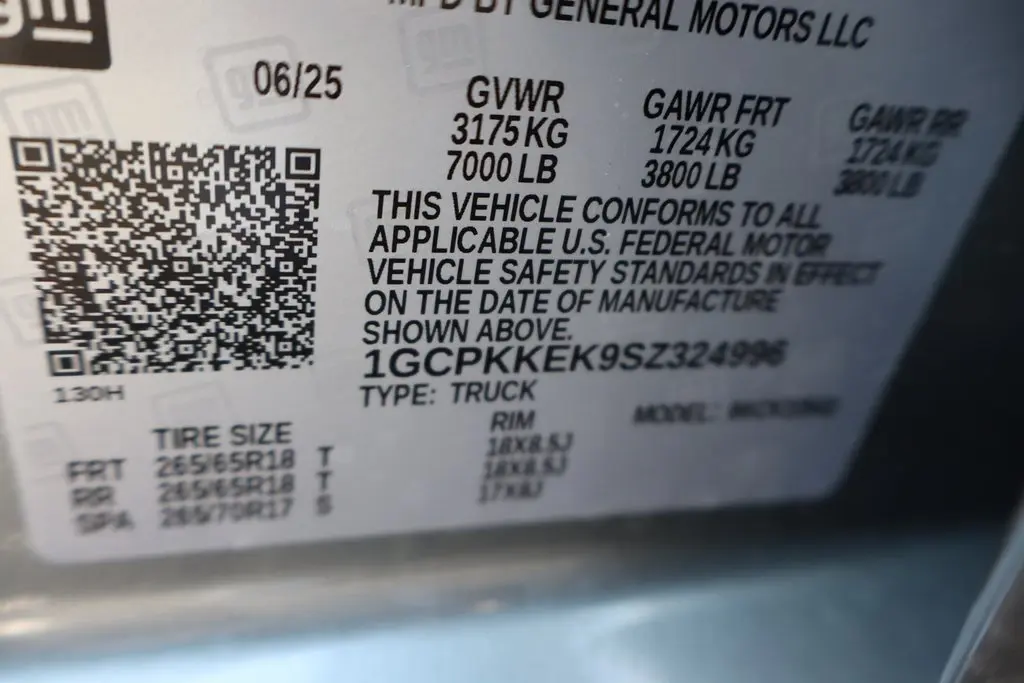 gm
MFD BY GENERAL MOTORS LLC
06/25
GVWR
3175 KG
7000 LB
GAWR FRT
1724 KG
3800 LB
GAWR RR
1724 KG
3800 LB
THIS VEHICLE CONFORMS TO ALL
APPLICABLE U.S. FEDERAL MOTOR
VEHICLE SAFETY STANDARDS IN EFFECT
ON THE DATE OF MANUFACTURE
SHOWN ABOVE.
1GCPKKEK9SZ324996
TYPE: TRUCK
MODEL:
130H
TIRE SIZE
RIM
FRT 265/65R18 T 18X8.5J
RR 265/65R18 T 18X8.5J
SPA 265/70R17 S 17X8J